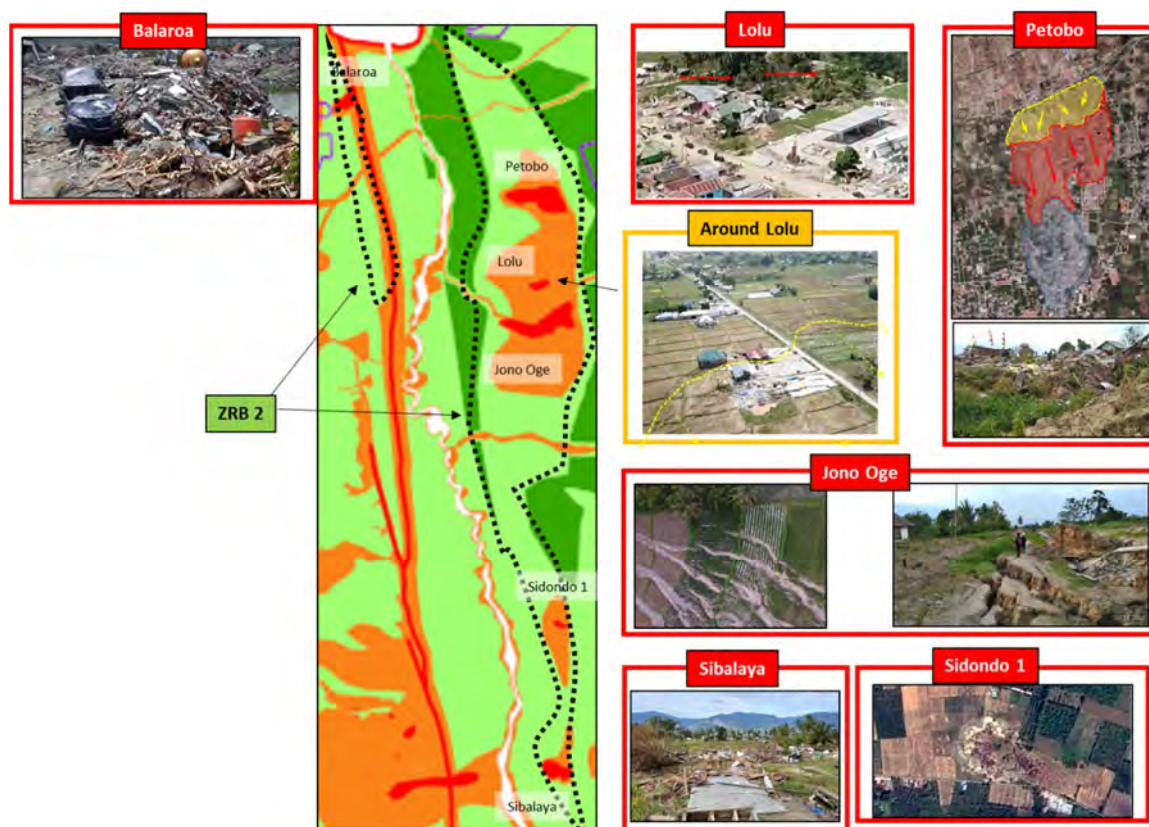 Balaroa
Lolu
Petobo
Balaroa
Petobo
Around Lolu
Lolu
Jono Oge
ZRB 2
Jono Oge
Sidondo 1
Sibalaya
Sidondo 1
Sibalaya